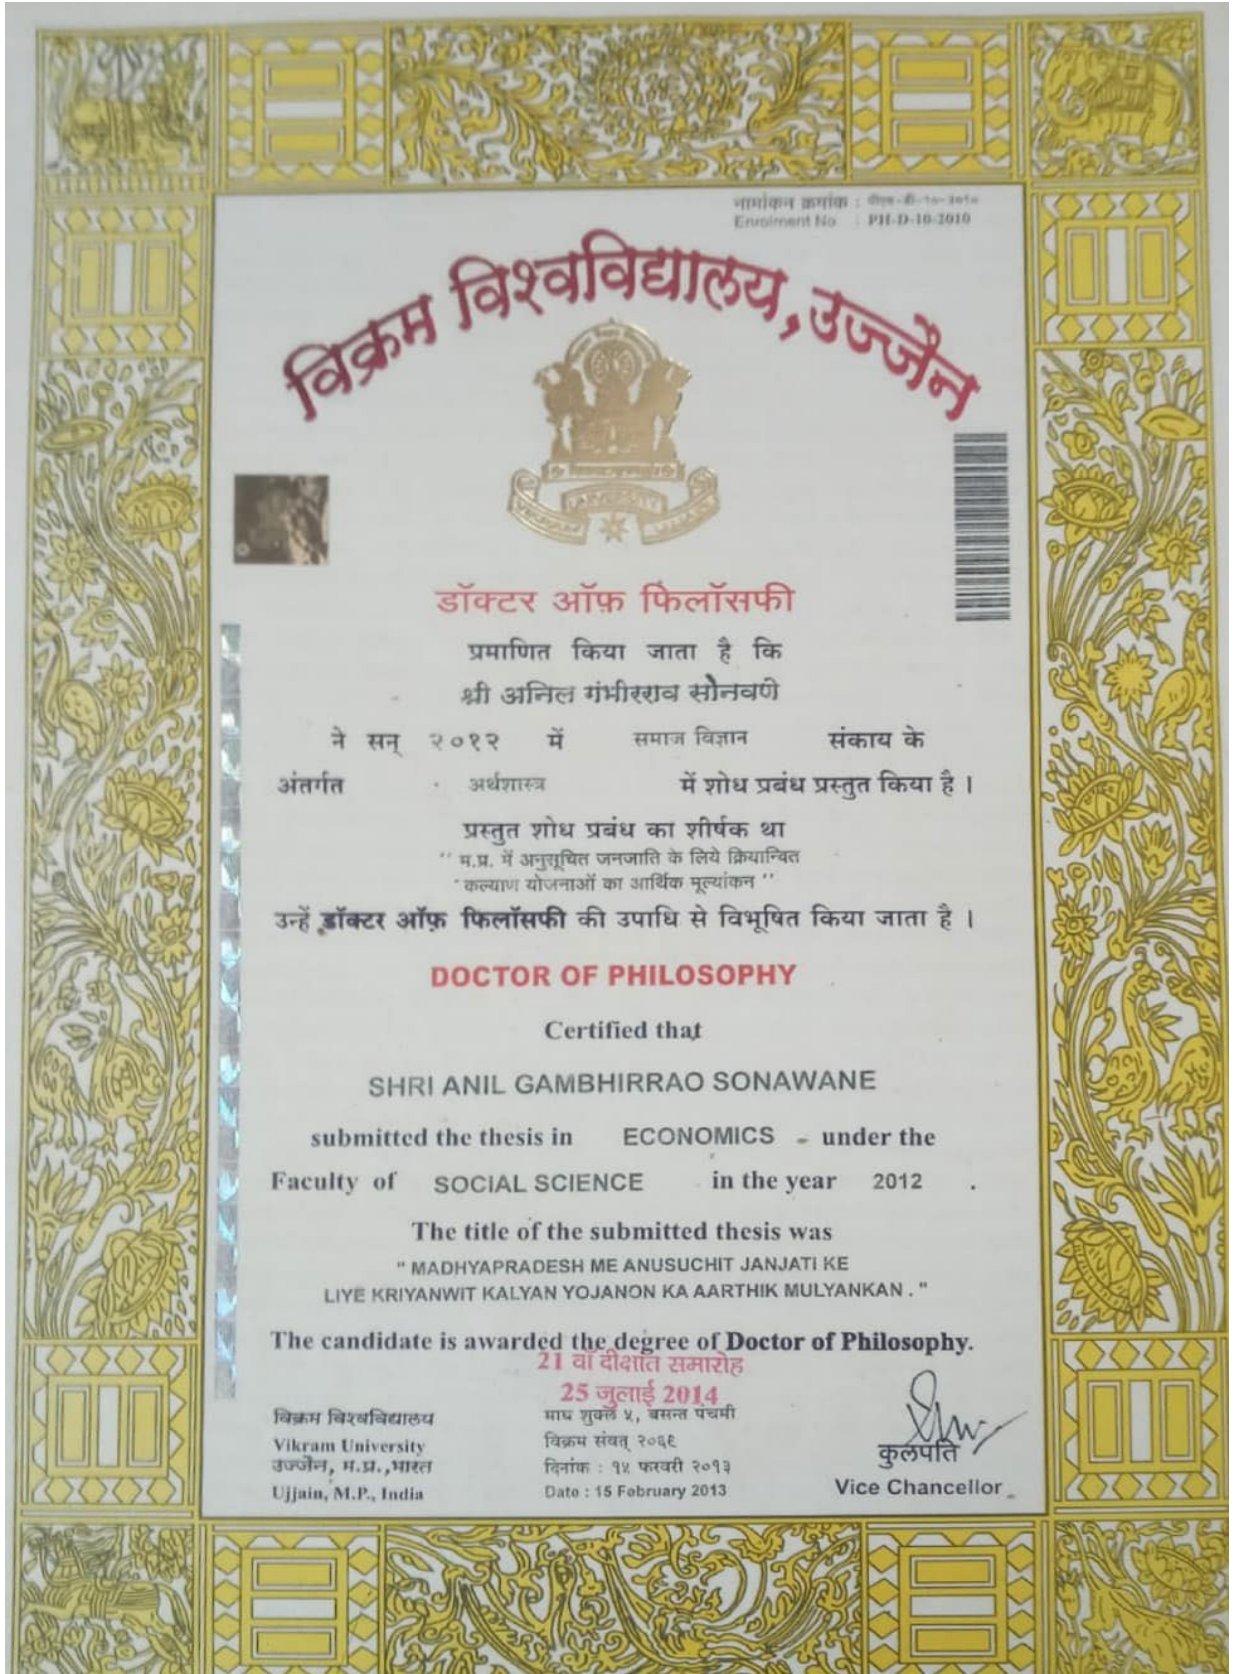 नामांकन क्रमांक : पीएच-डी-१०-२०१०
Enrolment No : PH-D-10-2010
विक्रम विश्वविद्यालय, उज्जैन
डॉक्टर ऑफ़ फिलॉसफी
प्रमाणित किया जाता है कि
श्री अनिल गंभीरराव सोनवणे
ने सन् २०१२ में समाज विज्ञान संकाय के
अंतर्गत अर्थशास्त्र में शोध प्रबंध प्रस्तुत किया है ।
प्रस्तुत शोध प्रबंध का शीर्षक था
'' म.प्र. में अनुसूचित जनजाति के लिये क्रियान्वित
कल्याण योजनाओं का आर्थिक मूल्यांकन ''
उन्हें डॉक्टर ऑफ़ फिलॉसफी की उपाधि से विभूषित किया जाता है ।
DOCTOR OF PHILOSOPHY
Certified that
SHRI ANIL GAMBHIRRAO SONAWANE
submitted the thesis in ECONOMICS - under the
Faculty of SOCIAL SCIENCE in the year 2012 .
The title of the submitted thesis was
" MADHYAPRADESH ME ANUSUCHIT JANJATI KE
LIYE KRIYANWIT KALYAN YOJANON KA AARTHIK MULYANKAN . "
The candidate is awarded the degree of Doctor of Philosophy.
21 वाँ दीक्षांत समारोह
25 जुलाई 2014
विक्रम विश्वविद्यालय
Vikram University
उज्जैन, म.प्र.,भारत
Ujjain, M.P., India
माघ शुक्ल ५, बसन्त पंचमी
विक्रम संवत् २०६९
दिनांक : १५ फरवरी २०१३
Date : 15 February 2013
कुलपति
Vice Chancellor